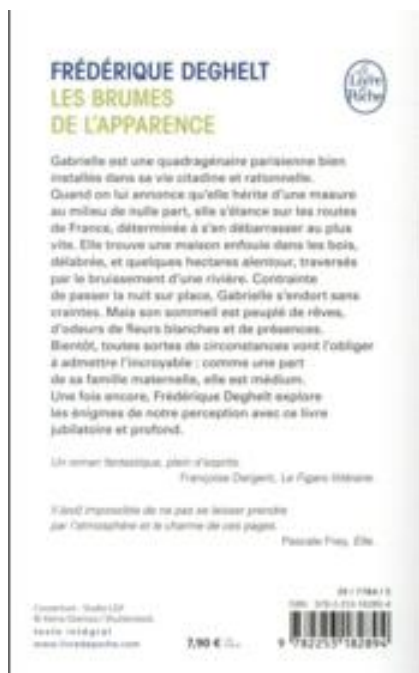 FRÉDÉRIQUE DEGHELT
LES BRUMES
DE L'APPARENCE
Le Livre de Poche
Gabrielle est une quadragénaire parisienne bien
installée dans sa vie citadine et rationnelle.
Quand on lui annonce qu'elle hérite d'une masure
au milieu de nulle part, elle s'élance sur les routes
de France, déterminée à s'en débarrasser au plus
vite. Elle trouve une maison enfouie dans les bois,
délabrée, et quelques hectares alentour, traversés
par le bruissement d'une rivière. Contrainte
de passer la nuit sur place, Gabrielle s'endort sans
craintes. Mais son sommeil est peuplé de rêves,
d'odeurs de fleurs blanches et de présences.
Bientôt, toutes sortes de circonstances vont l'obliger
à admettre l'incroyable : comme une part
de sa famille maternelle, elle est médium.
Une fois encore, Frédérique Deghelt explore
les énigmes de notre perception avec ce livre
jubilatoire et profond.
Un roman fantastique, plein d'esprit.
Françoise Dargent, Le Figaro littéraire.
Il est impossible de ne pas se laisser prendre
par l'atmosphère et le charme de ces pages.
Pascale Frey, Elle.
Couverture : Studio LGF
Shutterstock.
texte intégral
www.livredepoche.com
7,90 €
9 782253 182894